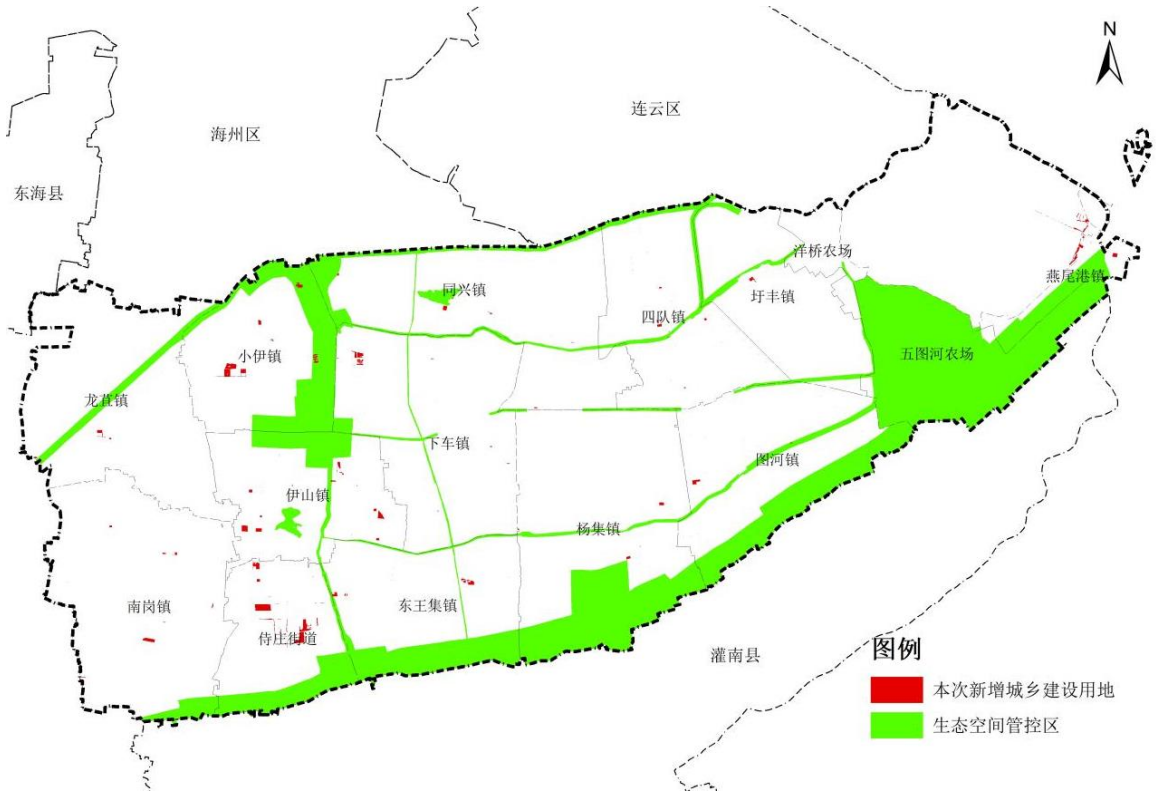 N
连云区
海州区
东海县
洋桥农场
燕尾港镇
同兴镇
圩丰镇
四队镇
小伊镇
五图河农场
龙苴镇
下车镇
图河镇
伊山镇
杨集镇
南岗镇
东王集镇
侍庄街道
灌南县
图例
本次新增城乡建设用地
生态空间管控区